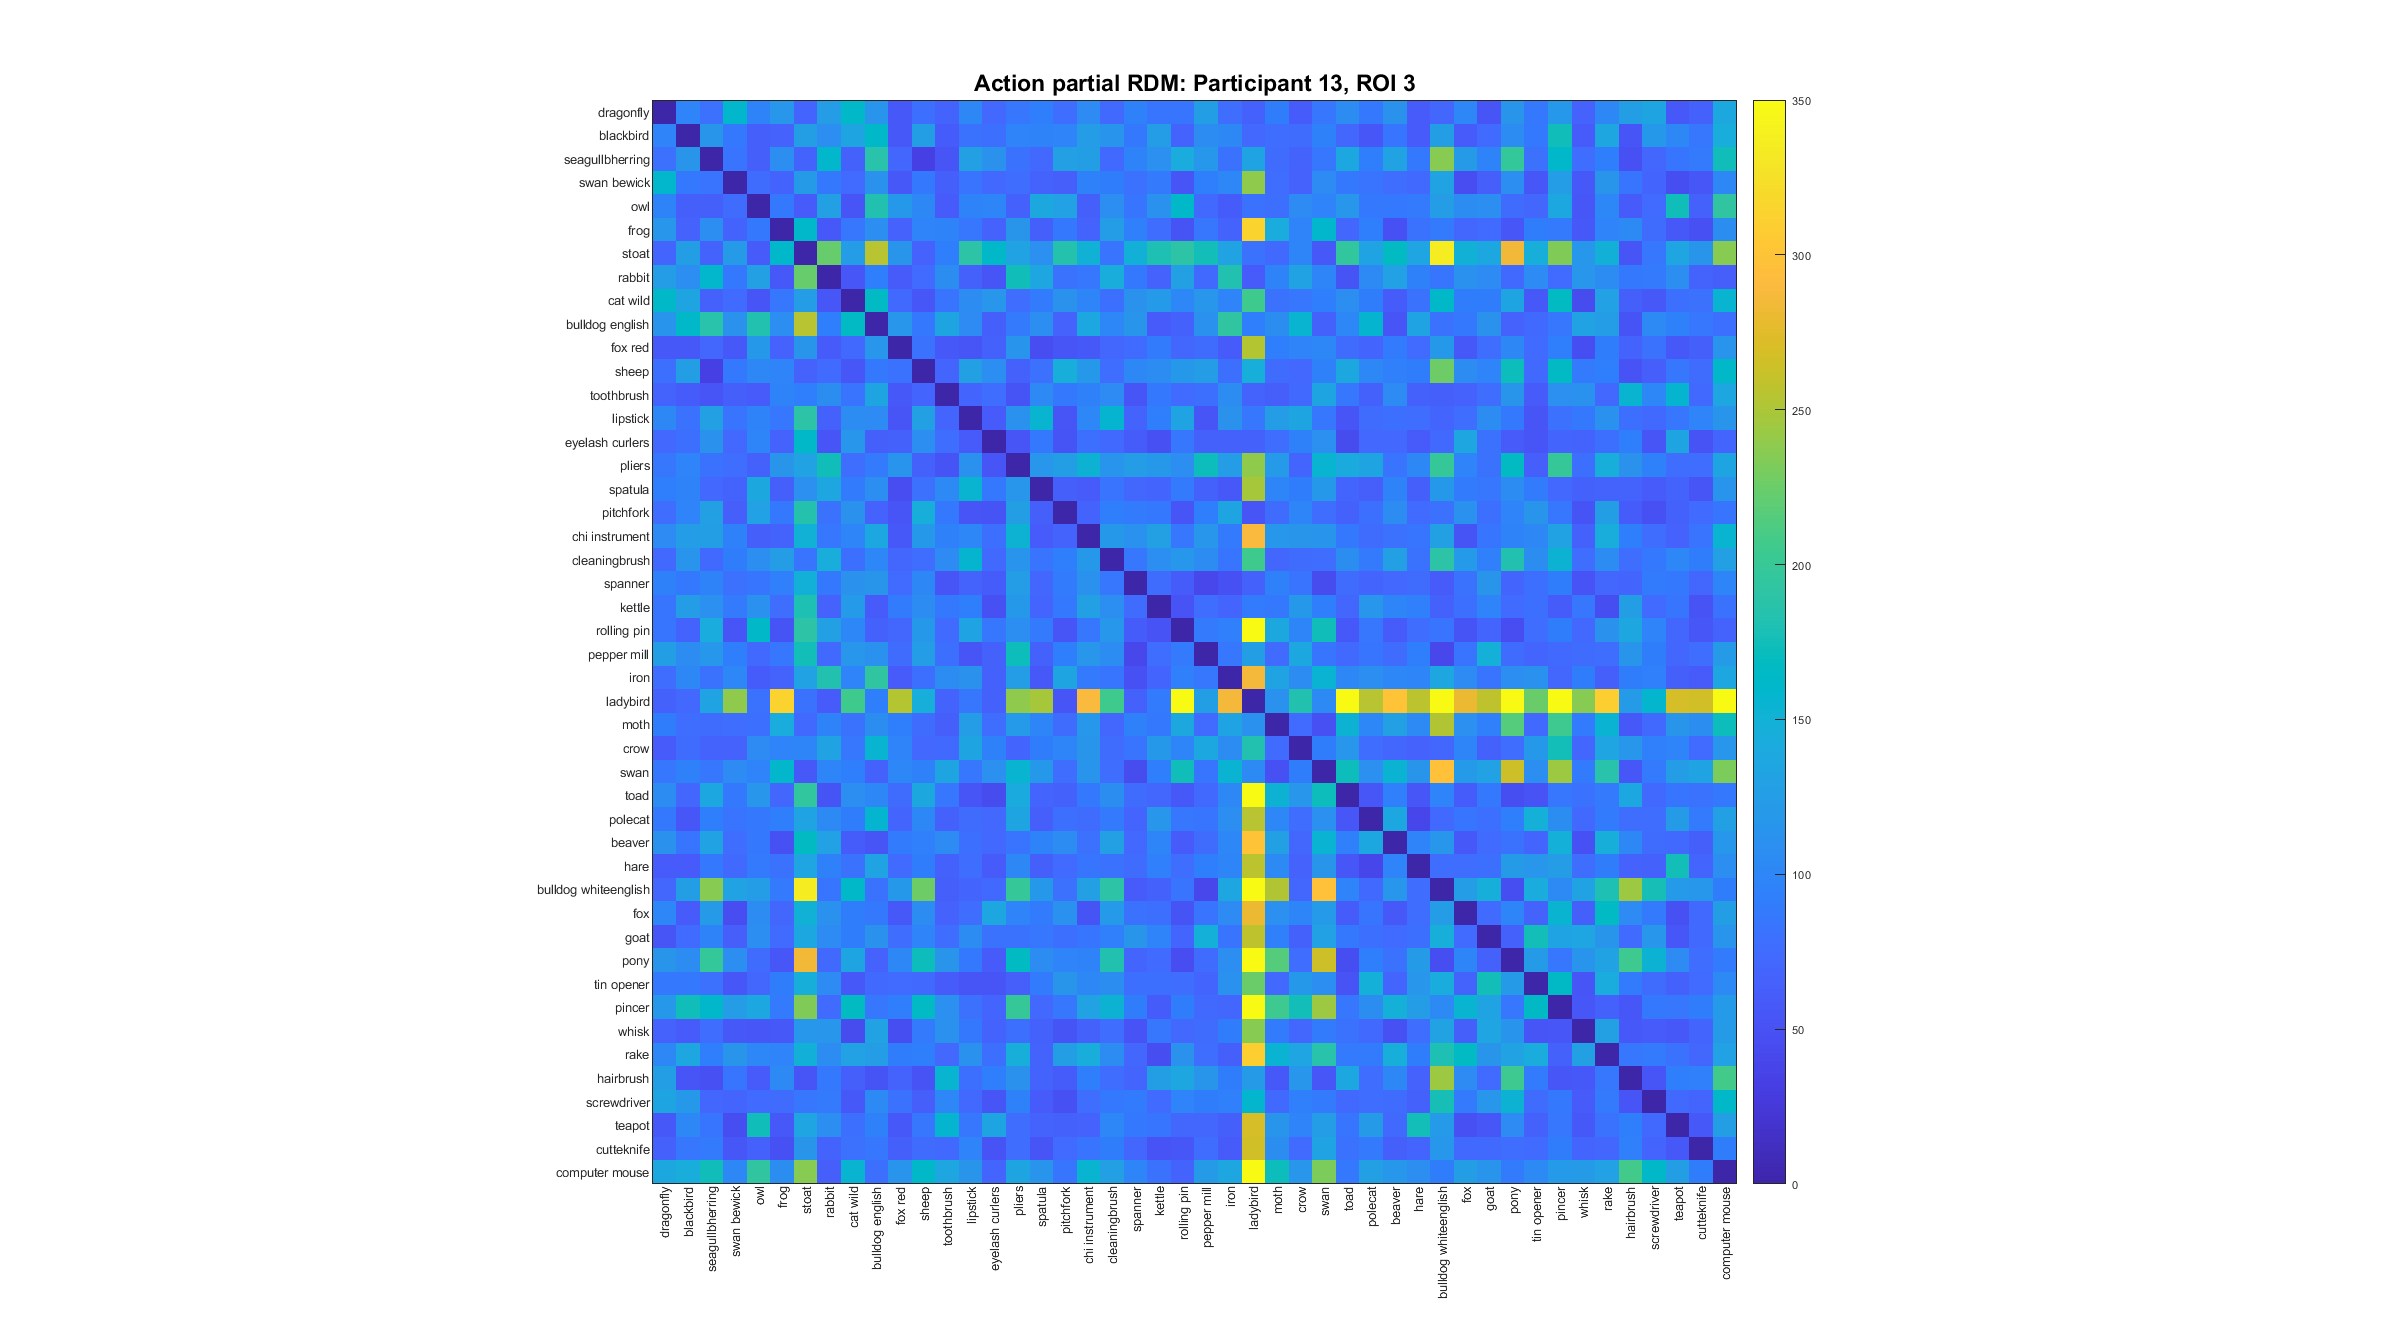 Action partial RDM: Participant 13, ROI 3
dragonfly
blackbird
seagullbherring
swan bewick
owl
frog
stoat
rabbit
cat wild
bulldog english
fox red
sheep
toothbrush
lipstick
eyelash curlers
pliers
spatula
pitchfork
chi instrument
cleaningbrush
spanner
kettle
rolling pin
pepper mill
iron
ladybird
moth
crow
swan
toad
polecat
beaver
hare
bulldog whiteenglish
fox
goat
pony
tin opener
pincer
whisk
rake
hairbrush
screwdriver
teapot
cutteknife
computer mouse
dragonfly
blackbird
seagullbherring
swan bewick
owl
frog
stoat
rabbit
cat wild
bulldog english
fox red
sheep
toothbrush
lipstick
eyelash curlers
pliers
spatula
pitchfork
chi instrument
cleaningbrush
spanner
kettle
rolling pin
pepper mill
iron
ladybird
moth
crow
swan
toad
polecat
beaver
hare
bulldog whiteenglish
fox
goat
pony
tin opener
pincer
whisk
rake
hairbrush
screwdriver
teapot
cutteknife
computer mouse
350
300
250
200
150
100
50
0